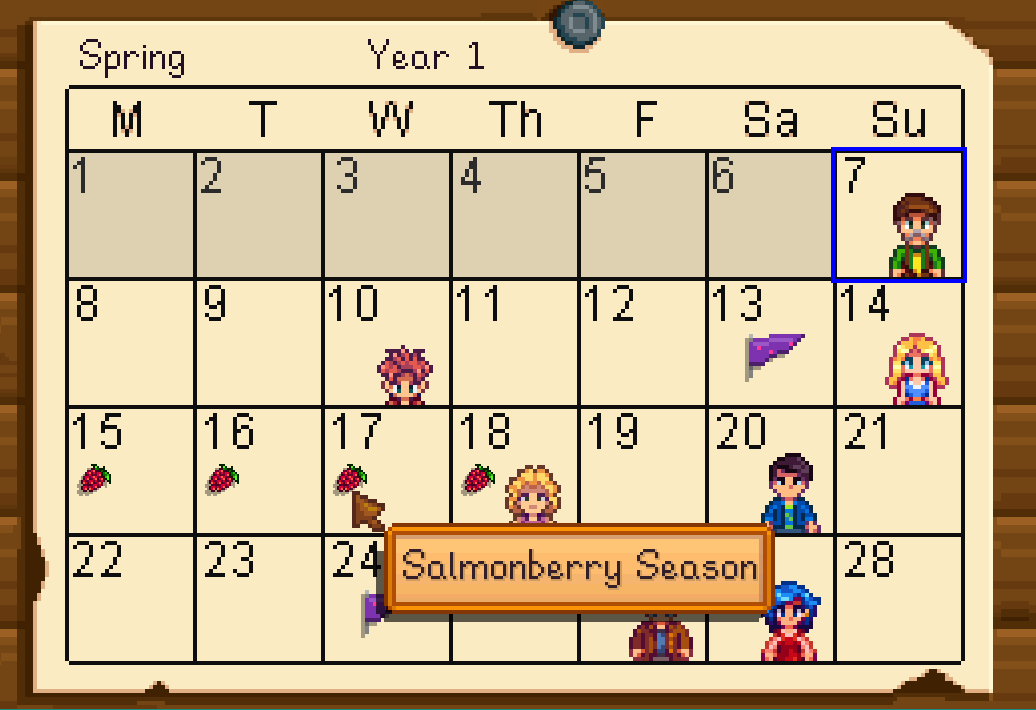 Spring Year 1
M T W Th F Sa Su
1 2 3 4 5 6 7
8 9 10 11 12 13 14
15 16 17 18 19 20 21
22 23 24 28
Salmonberry Season